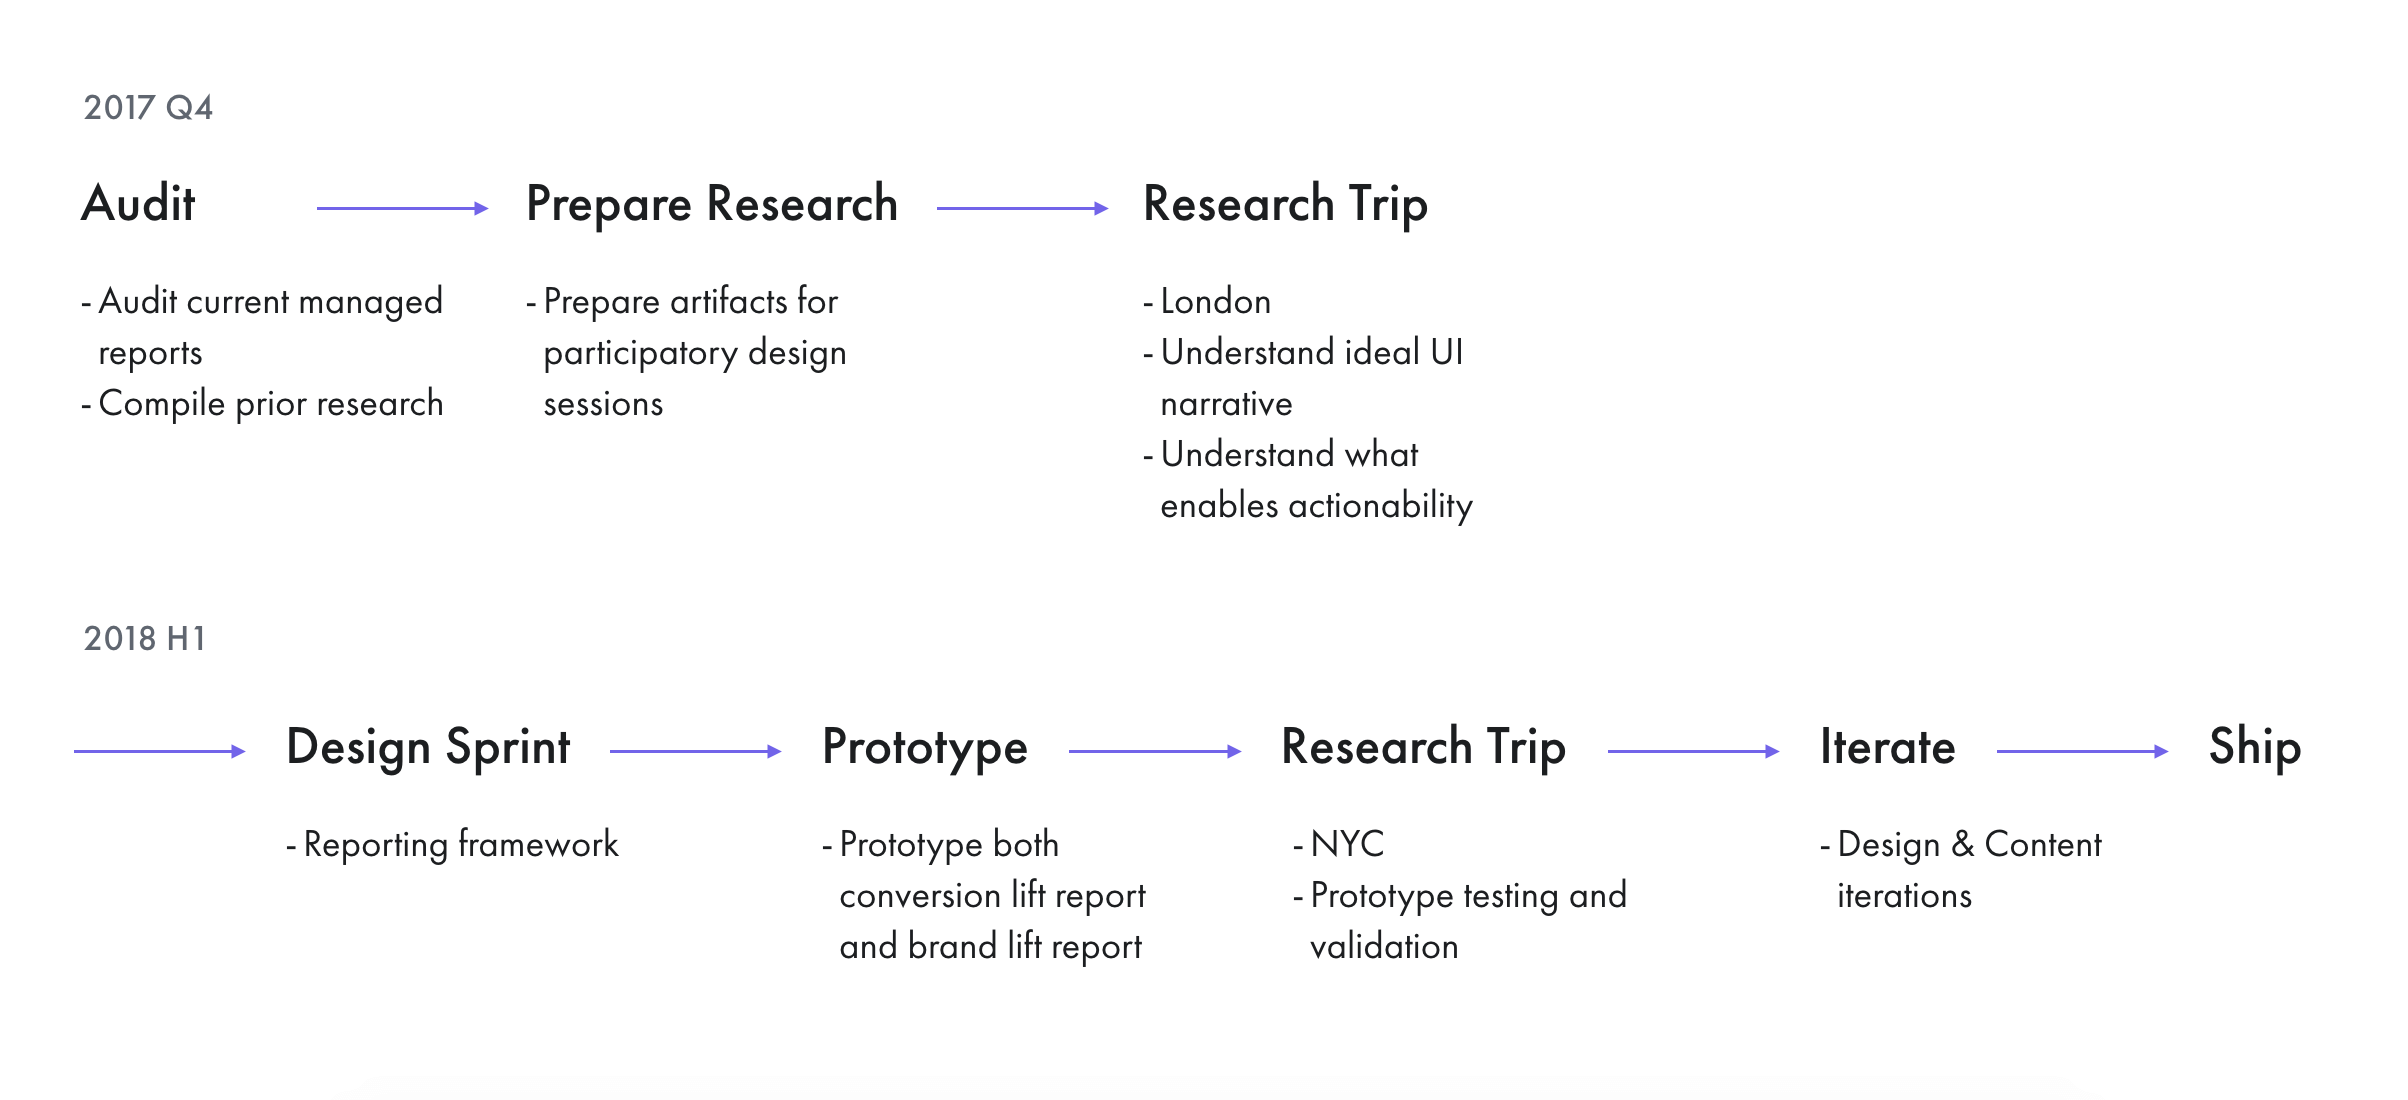 2017 Q4
Audit
Prepare Research
Research Trip
- Audit current managed
reports
- Compile prior research
- Prepare artifacts for
participatory design
sessions
- London
- Understand ideal UI
narrative
- Understand what
enables actionability
2018 H1
Design Sprint
Prototype
Research Trip
Iterate
Ship
- Reporting framework
- Prototype both
conversion lift report
and brand lift report
- NYC
- Prototype testing and
validation
- Design & Content
iterations